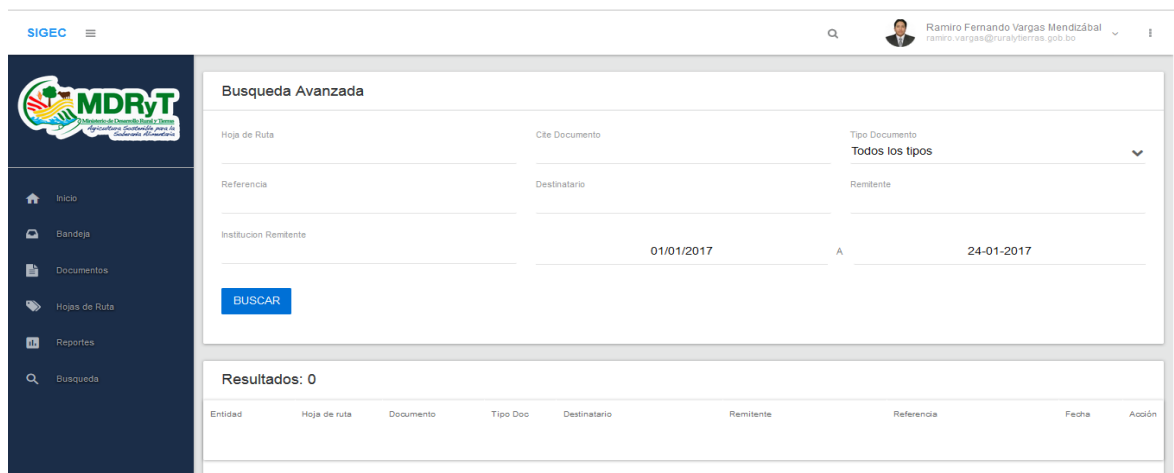 SIGEC
Ramiro Fernando Vargas Mendizábal
ramiro.vargas@ruralytierras.gob.bo
MDRyT
Ministerio de Desarrollo Rural y Tierras
Agricultura Sostenible para la
Soberanía Alimentaria
Inicio
Bandeja
Documentos
Hojas de Ruta
Reportes
Busqueda
Busqueda Avanzada
Hoja de Ruta
Cite Documento
Tipo Documento
Todos los tipos
Referencia
Destinatario
Remitente
Institucion Remitente
01/01/2017 A 24-01-2017
BUSCAR
Resultados: 0
Entidad Hoja de ruta Documento Tipo Doc Destinatario Remitente Referencia Fecha Acción